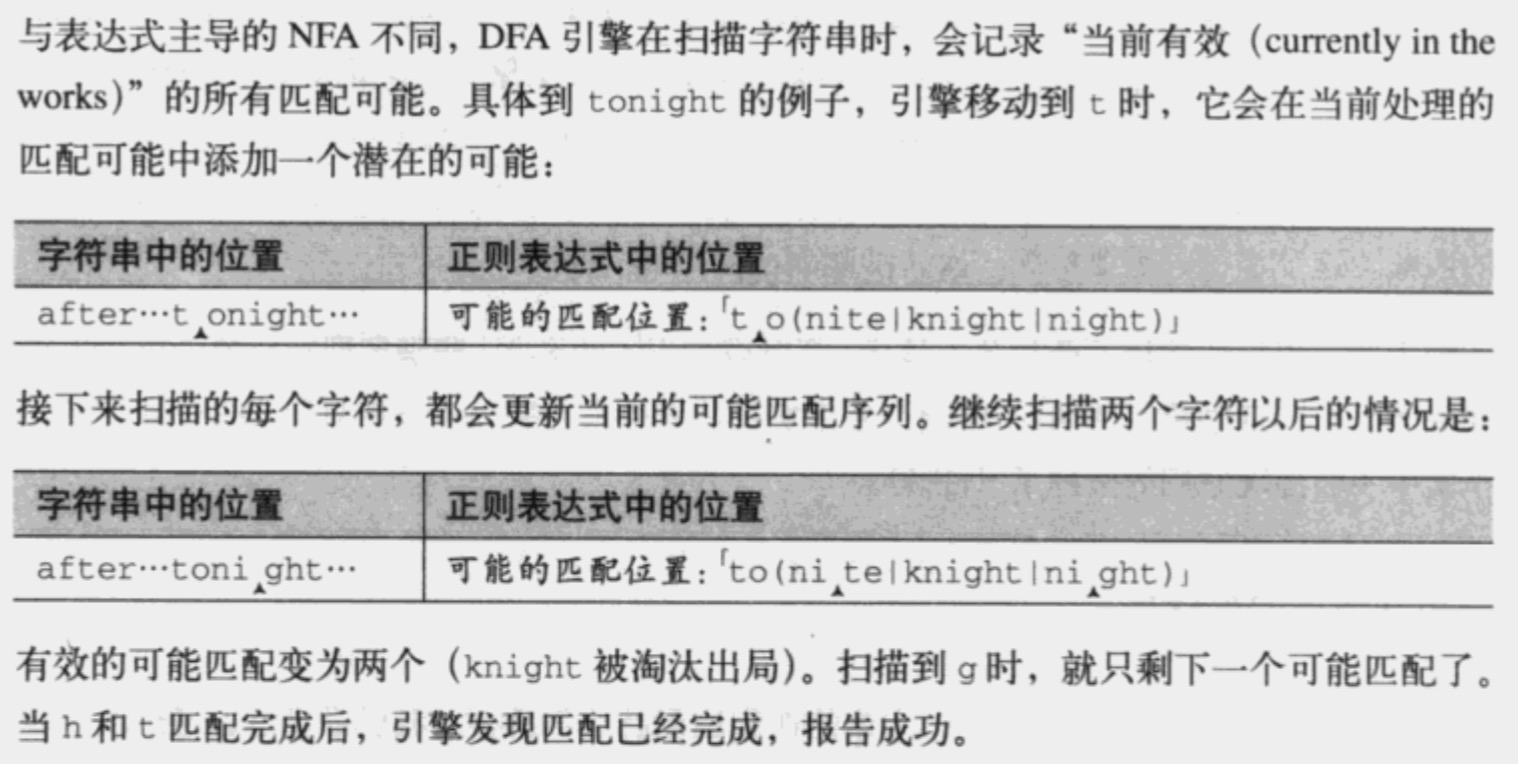 与表达式主导的 NFA 不同，DFA 引擎在扫描字符串时，会记录“当前有效（currently in the
works)”的所有匹配可能。具体到 tonight 的例子，引擎移动到 t 时，它会在当前处理的
匹配可能中添加一个潜在的可能：
字符串中的位置 正则表达式中的位置
after…t▲onight… 可能的匹配位置：「t▲o(nite|knight|night)」
接下来扫描的每个字符，都会更新当前的可能匹配序列。继续扫描两个字符以后的情况是：
字符串中的位置 正则表达式中的位置
after…toni▲ght… 可能的匹配位置：「to(ni▲te|knight|ni▲ght)」
有效的可能匹配变为两个（knight 被淘汰出局）。扫描到 g 时，就只剩下一个可能匹配了。
当 h 和 t 匹配完成后，引擎发现匹配已经完成，报告成功。